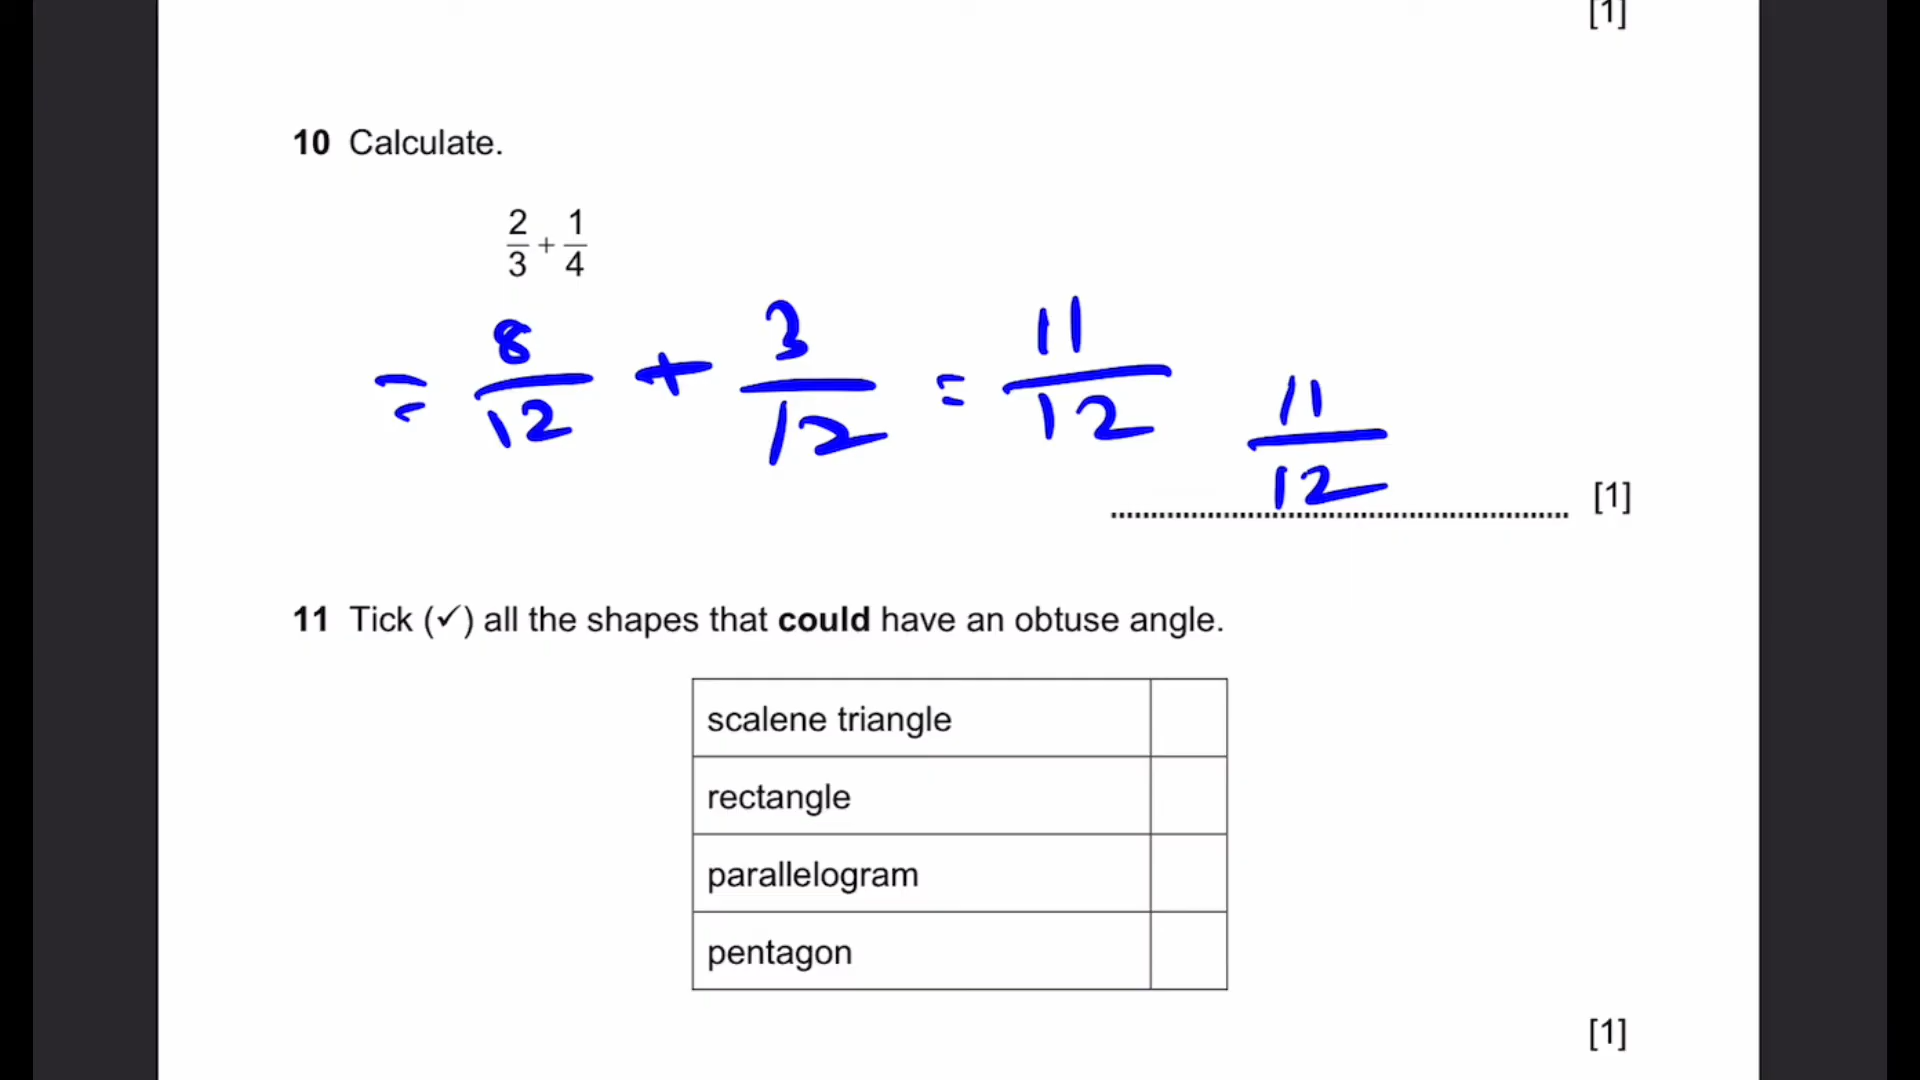 [1]
10 Calculate.
2/3 + 1/4
= 8/12 + 3/12 = 11/12
11/12
[1]
11 Tick (✓) all the shapes that could have an obtuse angle.
scalene triangle
rectangle
parallelogram
pentagon
[1]